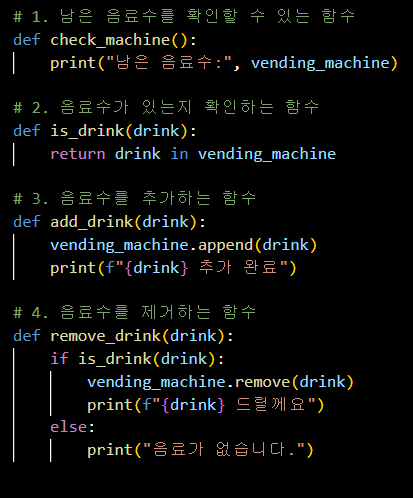 # 1. 남은 음료수를 확인할 수 있는 함수
def check_machine():
    print("남은 음료수:", vending_machine)
# 2. 음료수가 있는지 확인하는 함수
def is_drink(drink):
    return drink in vending_machine
# 3. 음료수를 추가하는 함수
def add_drink(drink):
    vending_machine.append(drink)
    print(f"{drink} 추가 완료")
# 4. 음료수를 제거하는 함수
def remove_drink(drink):
    if is_drink(drink):
        vending_machine.remove(drink)
        print(f"{drink} 드릴께요")
    else:
        print("음료가 없습니다.")